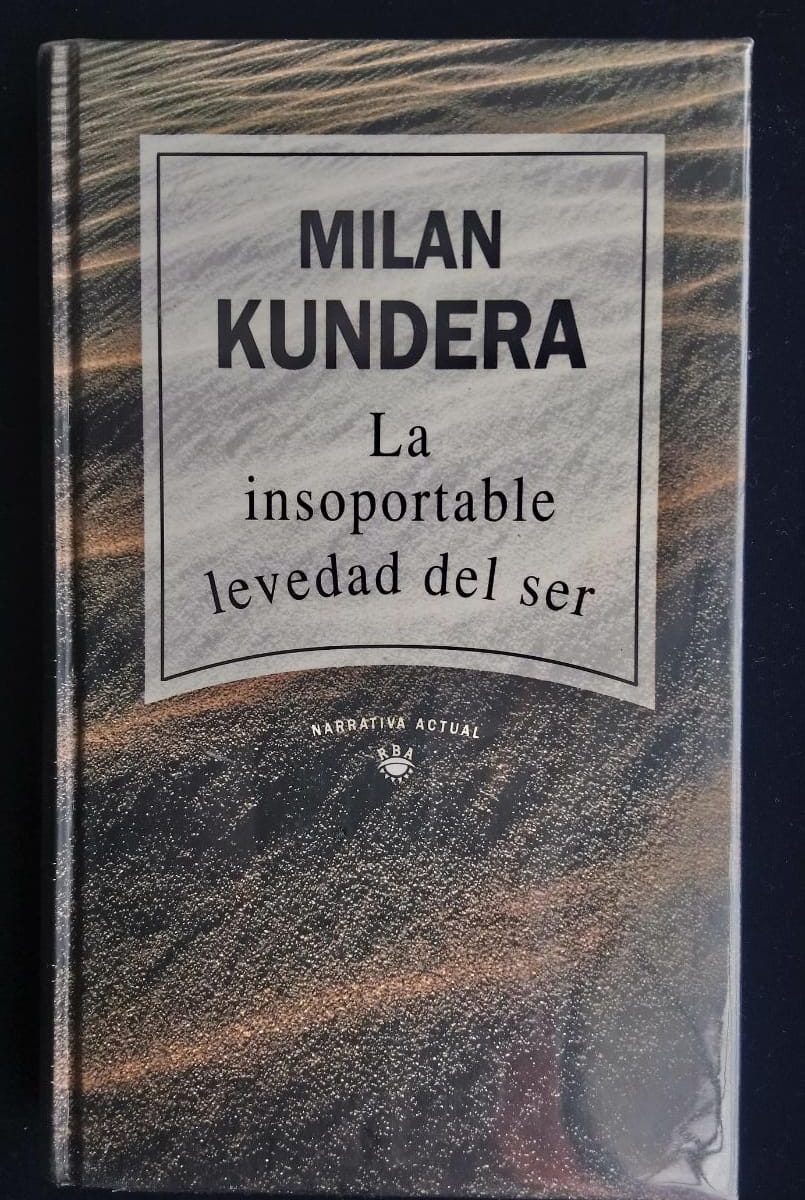 MILAN
KUNDERA
La
insoportable
levedad del ser
NARRATIVA ACTUAL
RBA